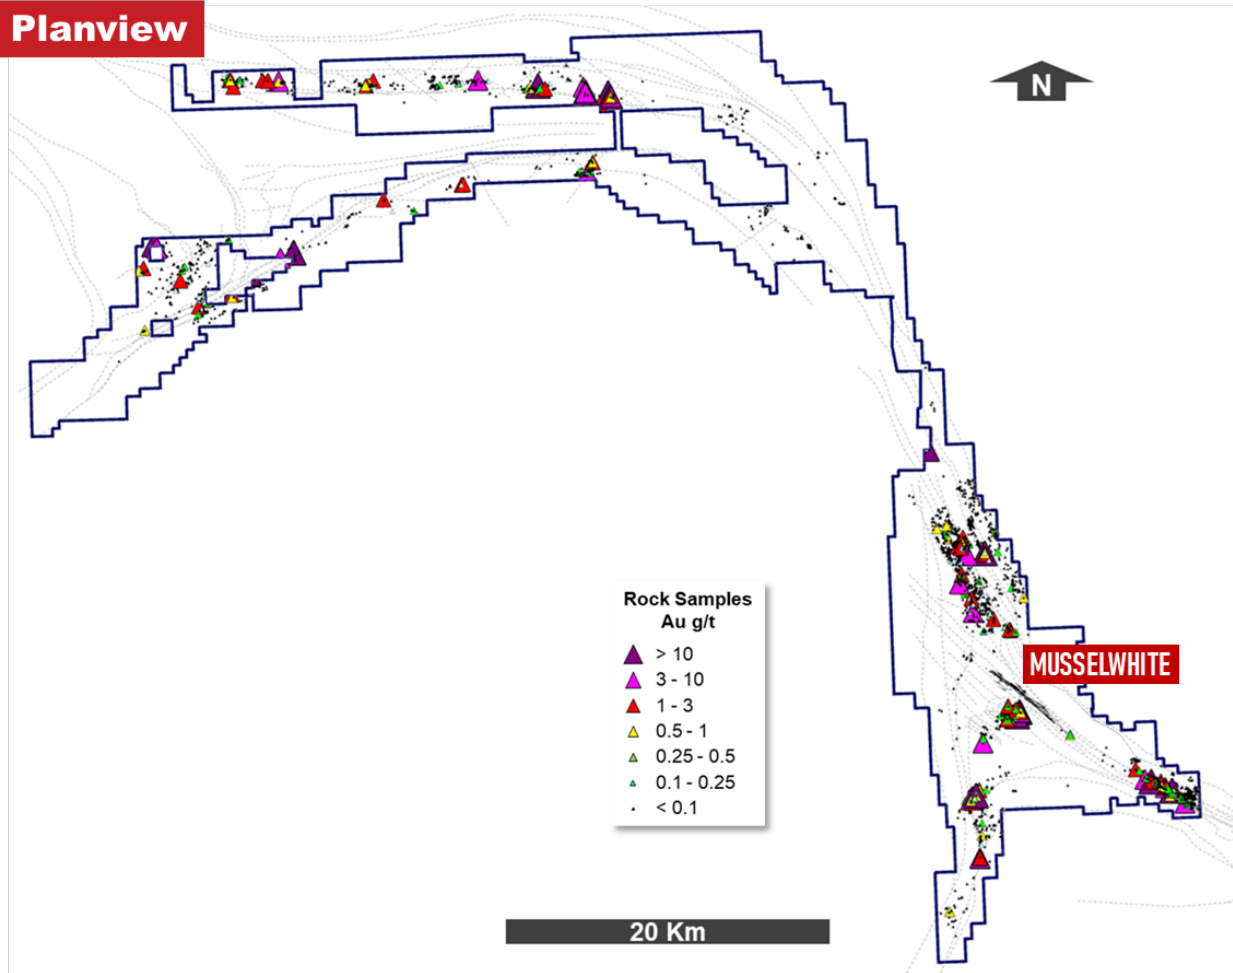 Planview
N
Rock Samples
Au g/t
> 10
3 - 10
1 - 3
0.5 - 1
0.25 - 0.5
0.1 - 0.25
< 0.1
MUSSELWHITE
20 Km